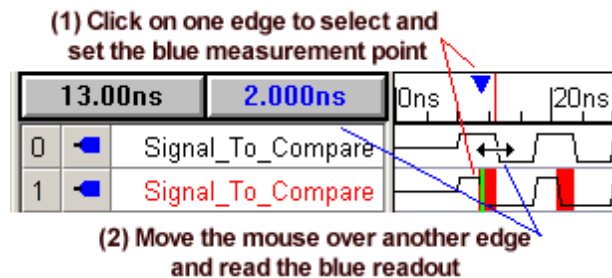 (1) Click on one edge to select and
set the blue measurement point
13.00ns 2.000ns 0ns 20ns
0 Signal_To_Compare
1 Signal_To_Compare
(2) Move the mouse over another edge
and read the blue readout